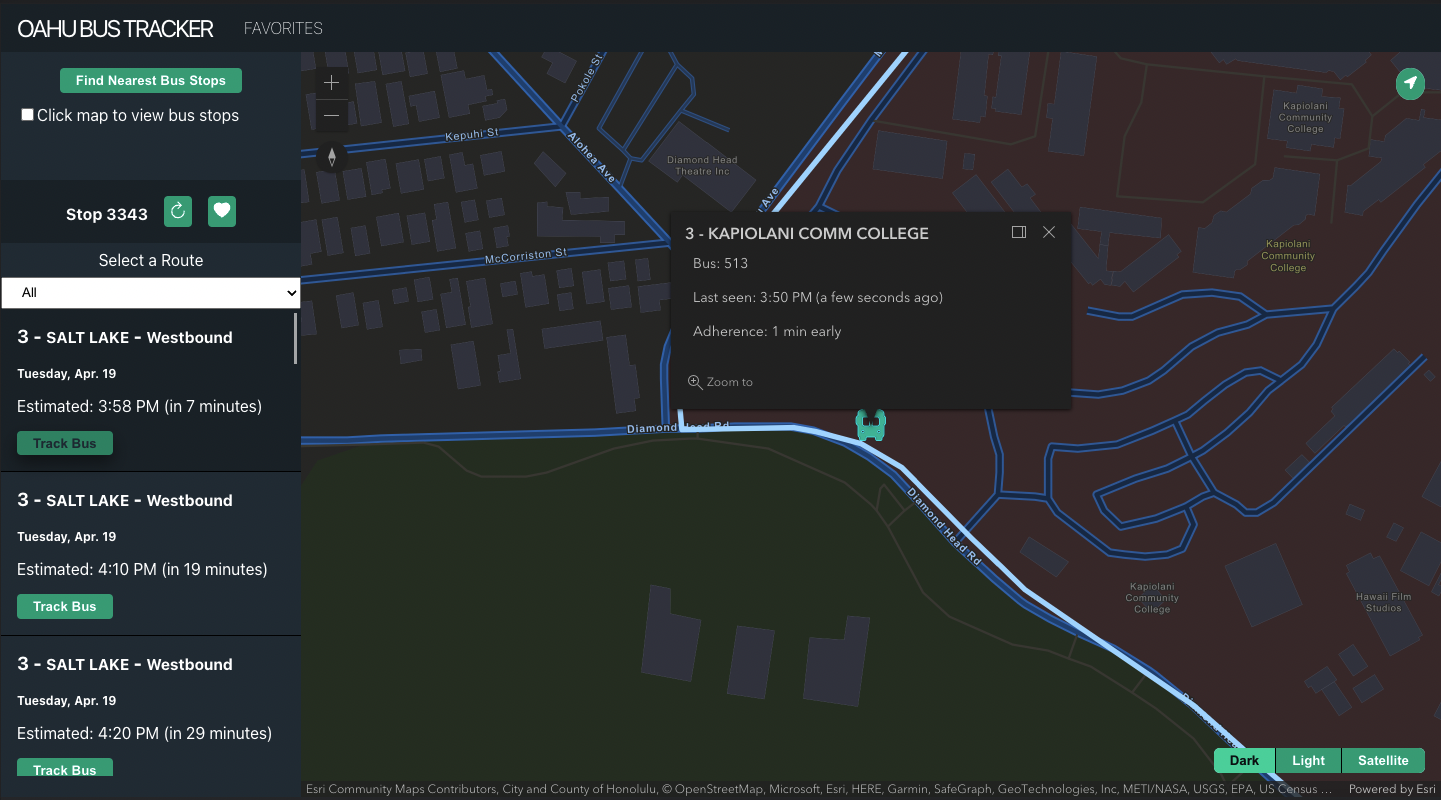 OAHU BUS TRACKER
FAVORITES
Find Nearest Bus Stops
Click map to view bus stops
Stop 3343
Select a Route
All
3 - SALT LAKE - Westbound
Tuesday, Apr. 19
Estimated: 3:58 PM (in 7 minutes)
Track Bus
3 - SALT LAKE - Westbound
Tuesday, Apr. 19
Estimated: 4:10 PM (in 19 minutes)
Track Bus
3 - SALT LAKE - Westbound
Tuesday, Apr. 19
Estimated: 4:20 PM (in 29 minutes)
Track Bus
Pokole St
Kepuhi St
Alohea Ave
Diamond Head
Theatre Inc
Kapiolani
Community
College
Ave
McCorriston St
3 - KAPIOLANI COMM COLLEGE
Bus: 513
Last seen: 3:50 PM (a few seconds ago)
Adherence: 1 min early
Zoom to
Kapiolani
Community
College
Diamond Head Rd
Diamond Head Rd
Kapiolani
Community
College
Hawaii Film
Studios
Dark
Light
Satellite
Esri Community Maps Contributors, City and County of Honolulu, © OpenStreetMap, Microsoft, Esri, HERE, Garmin, SafeGraph, GeoTechnologies, Inc, METI/NASA, USGS, EPA, US Census ...
Powered by Esri